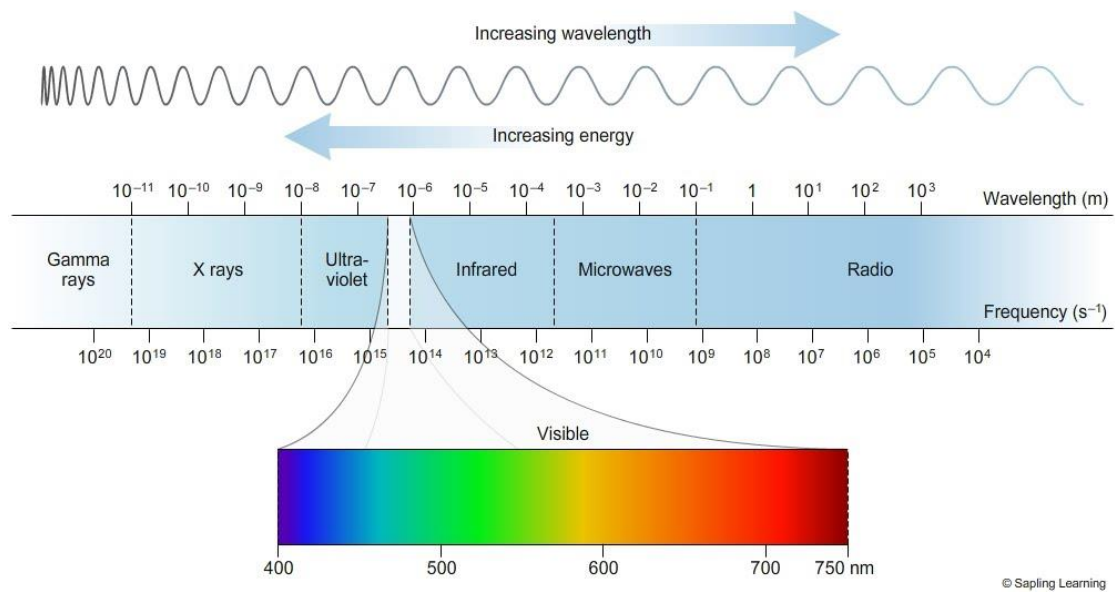 Increasing wavelength
Increasing energy
10⁻¹¹ 10⁻¹⁰ 10⁻⁹ 10⁻⁸ 10⁻⁷ 10⁻⁶ 10⁻⁵ 10⁻⁴ 10⁻³ 10⁻² 10⁻¹ 1 10¹ 10² 10³ Wavelength (m)
Gamma
rays
X rays
Ultra-
violet
Infrared
Microwaves
Radio
Frequency (s⁻¹)
10²⁰ 10¹⁹ 10¹⁸ 10¹⁷ 10¹⁶ 10¹⁵ 10¹⁴ 10¹³ 10¹² 10¹¹ 10¹⁰ 10⁹ 10⁸ 10⁷ 10⁶ 10⁵ 10⁴
Visible
400 500 600 700 750 nm
© Sapling Learning